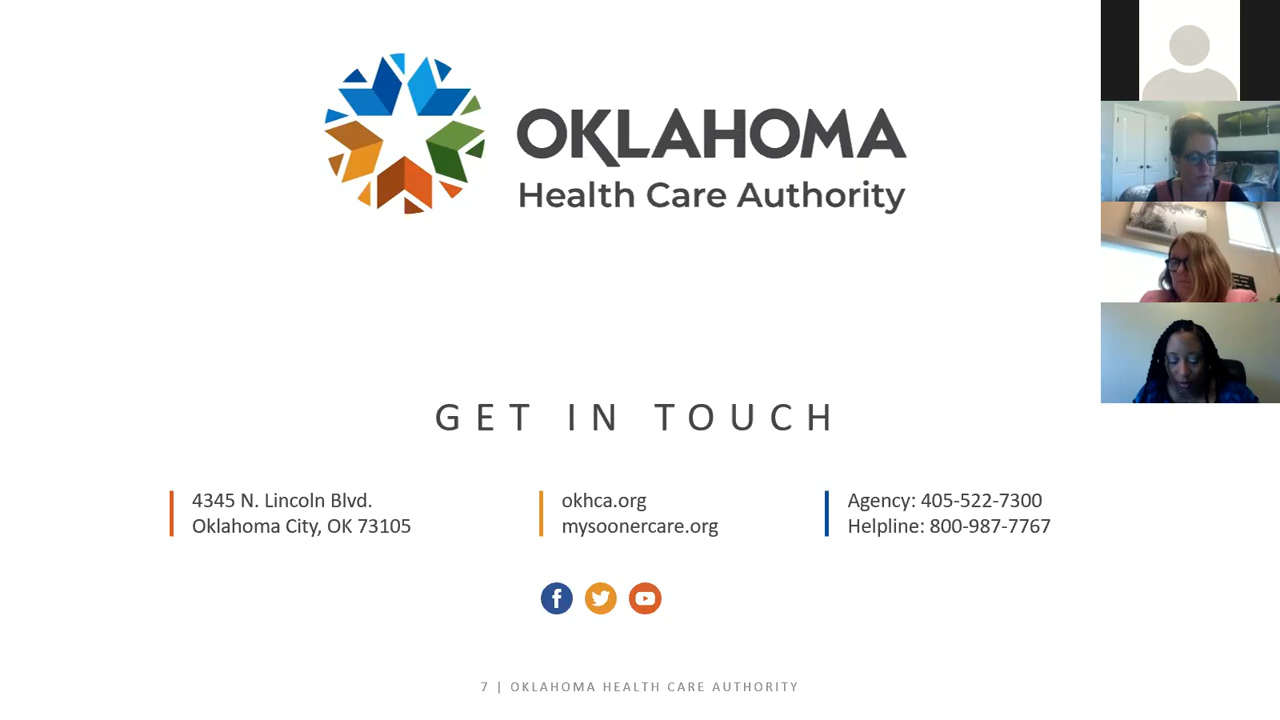 OKLAHOMA
Health Care Authority
GET IN TOUCH
4345 N. Lincoln Blvd.
Oklahoma City, OK 73105
okhca.org
mysoonercare.org
Agency: 405-522-7300
Helpline: 800-987-7767
7 | OKLAHOMA HEALTH CARE AUTHORITY